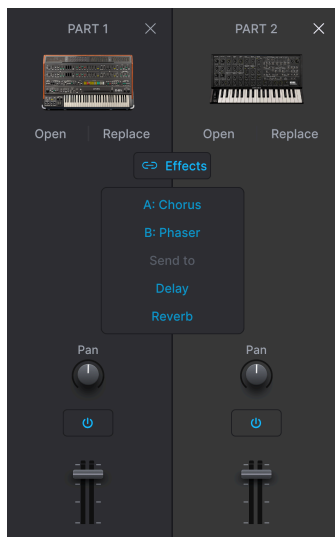 PART 1
PART 2
Open
Replace
Open
Replace
Effects
A: Chorus
B: Phaser
Send to
Delay
Reverb
Pan
Pan